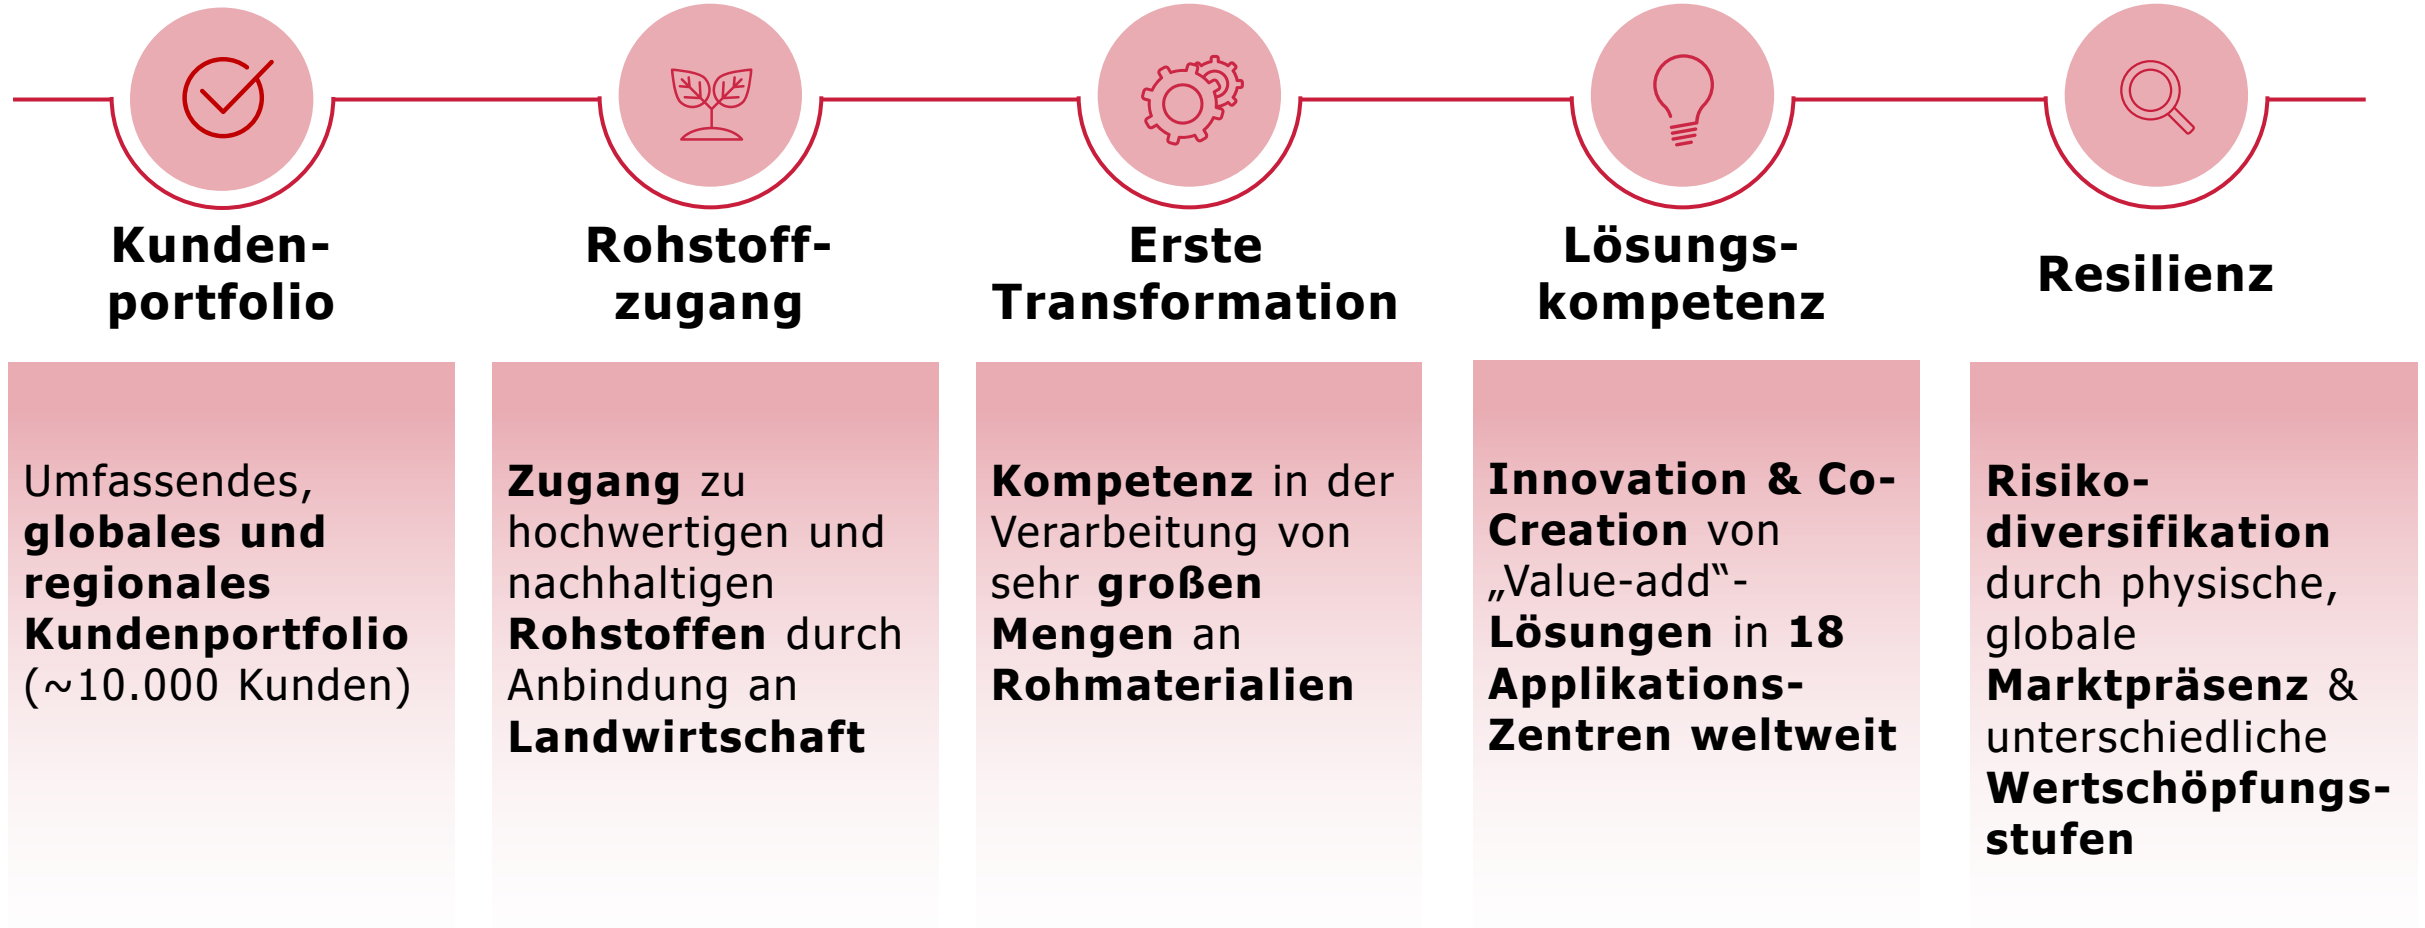 Kunden-
portfolio
Umfassendes,
globales und
regionales
Kundenportfolio
(~10.000 Kunden)
Rohstoff-
zugang
Zugang zu
hochwertigen und
nachhaltigen
Rohstoffen durch
Anbindung an
Landwirtschaft
Erste
Transformation
Kompetenz in der
Verarbeitung von
sehr großen
Mengen an
Rohmaterialien
Lösungs-
kompetenz
Innovation & Co-
Creation von
„Value-add“-
Lösungen in 18
Applikations-
Zentren weltweit
Resilienz
Risiko-
diversifikation
durch physische,
globale
Marktpräsenz &
unterschiedliche
Wertschöpfungs-
stufen